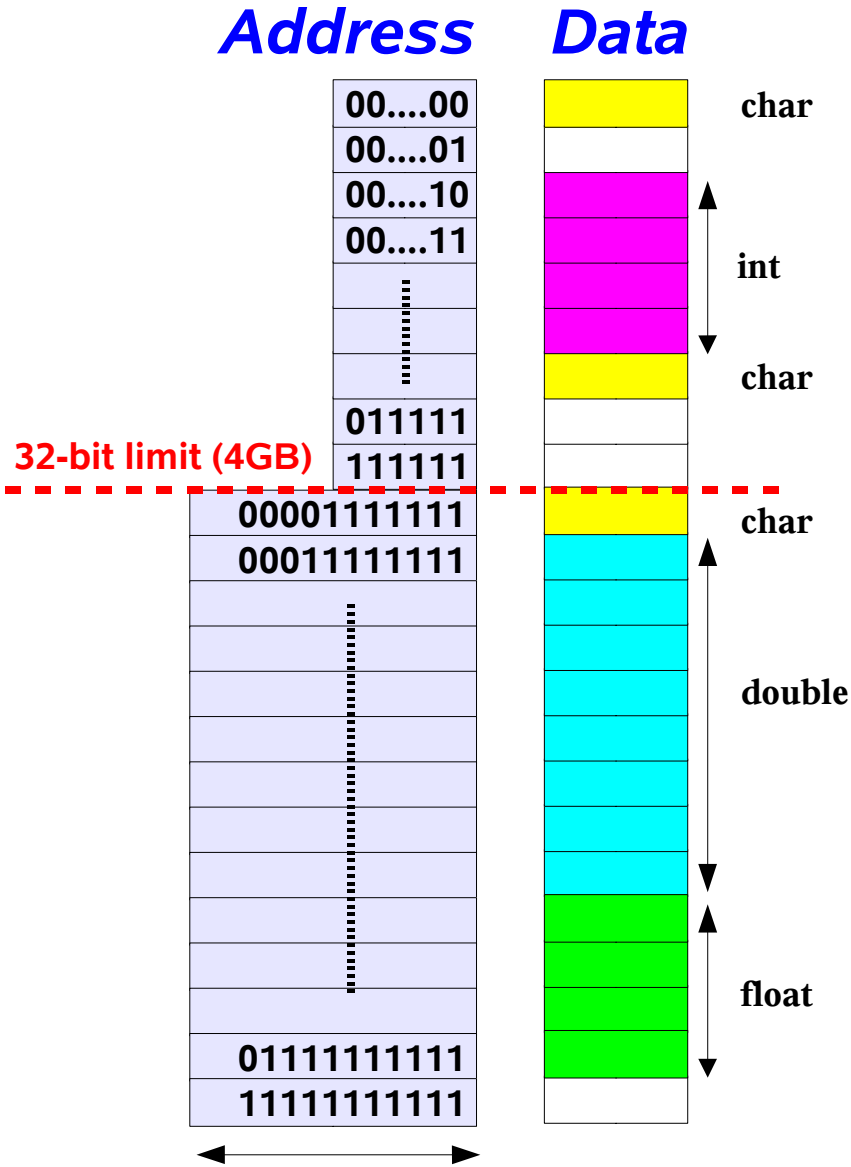 Address Data
00....00 char
00....01
00....10
00....11
int
char
011111
32-bit limit (4GB) 111111
00001111111 char
00011111111
double
float
01111111111
11111111111